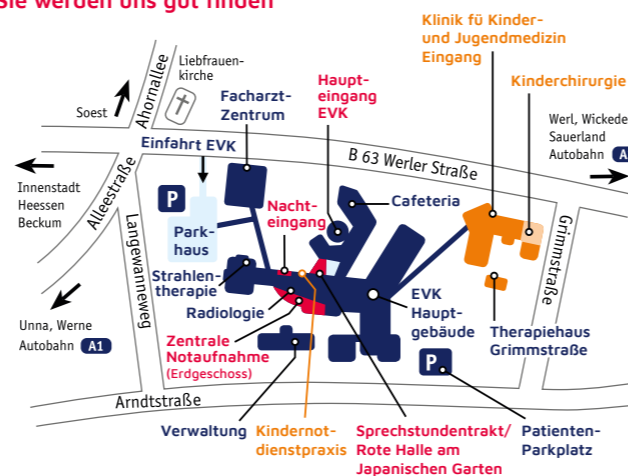 Sie werden uns gut finden
Klinik fü Kinder-
und Jugendmedizin
Eingang
Kinderchirurgie
Liebfrauen-
kirche
Ahornallee
Soest
Facharzt-
Zentrum
Haupt-
eingang
EVK
Werl, Wickede
Sauerland
Autobahn A
Einfahrt EVK
B 63 Werler Straße
Innenstadt
Heessen
Beckum
Alleestraße
P
Park-
haus
Nacht-
eingang
Cafeteria
Langewanneweg
Grimmstraße
Strahlen-
therapie
Radiologie
EVK
Haupt-
gebäude
Unna, Werne
Autobahn A1
Zentrale
Notaufnahme
(Erdgeschoss)
Therapiehaus
Grimmstraße
P
Arndtstraße
Verwaltung
Kindernot-
dienstpraxis
Sprechstundentrakt/
Rote Halle am
Japanischen Garten
Patienten-
Parkplatz